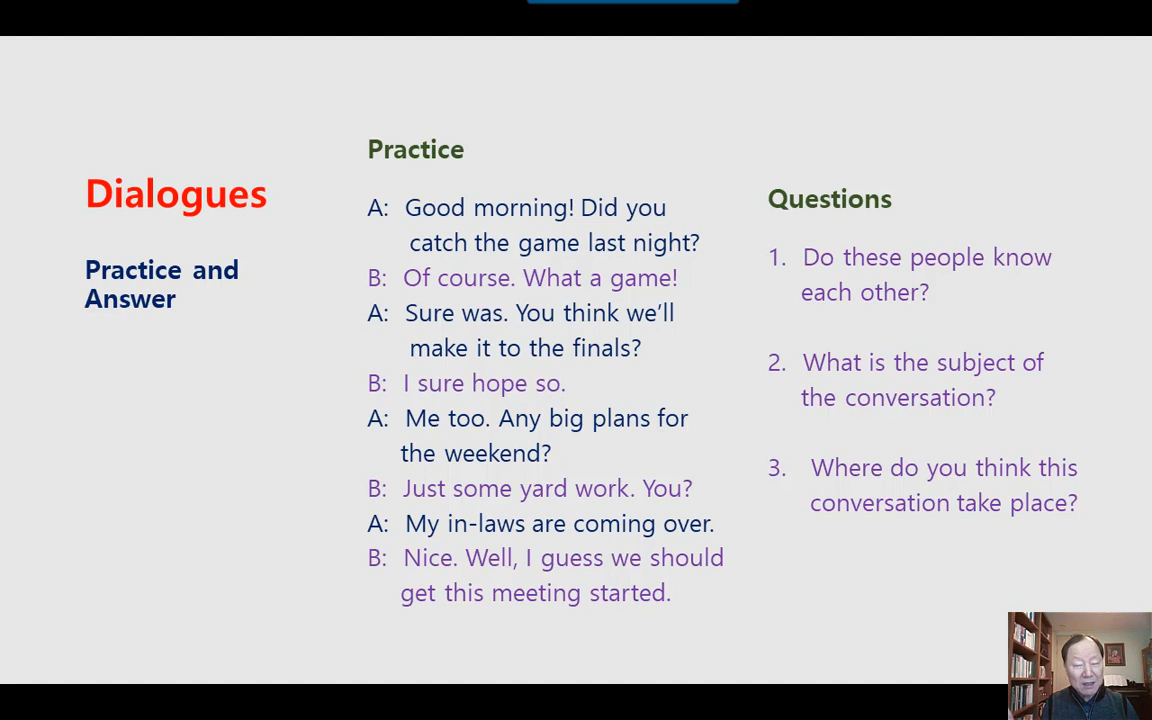 Dialogues
Practice and
Answer
Practice
A: Good morning! Did you
catch the game last night?
B: Of course. What a game!
A: Sure was. You think we’ll
make it to the finals?
B: I sure hope so.
A: Me too. Any big plans for
the weekend?
B: Just some yard work. You?
A: My in-laws are coming over.
B: Nice. Well, I guess we should
get this meeting started.
Questions
1. Do these people know
each other?
2. What is the subject of
the conversation?
3. Where do you think this
conversation take place?